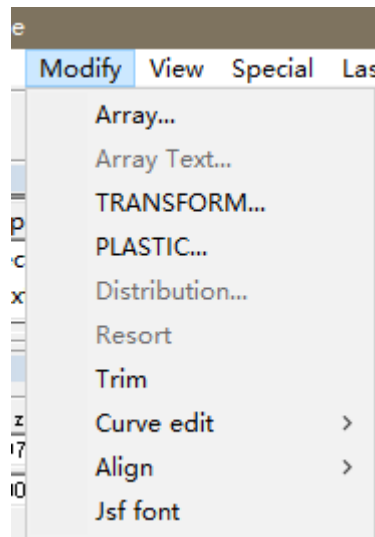 Modify View Special Las
Array...
Array Text...
TRANSFORM...
PLASTIC...
Distribution...
Resort
Trim
Curve edit
Align
Jsf font